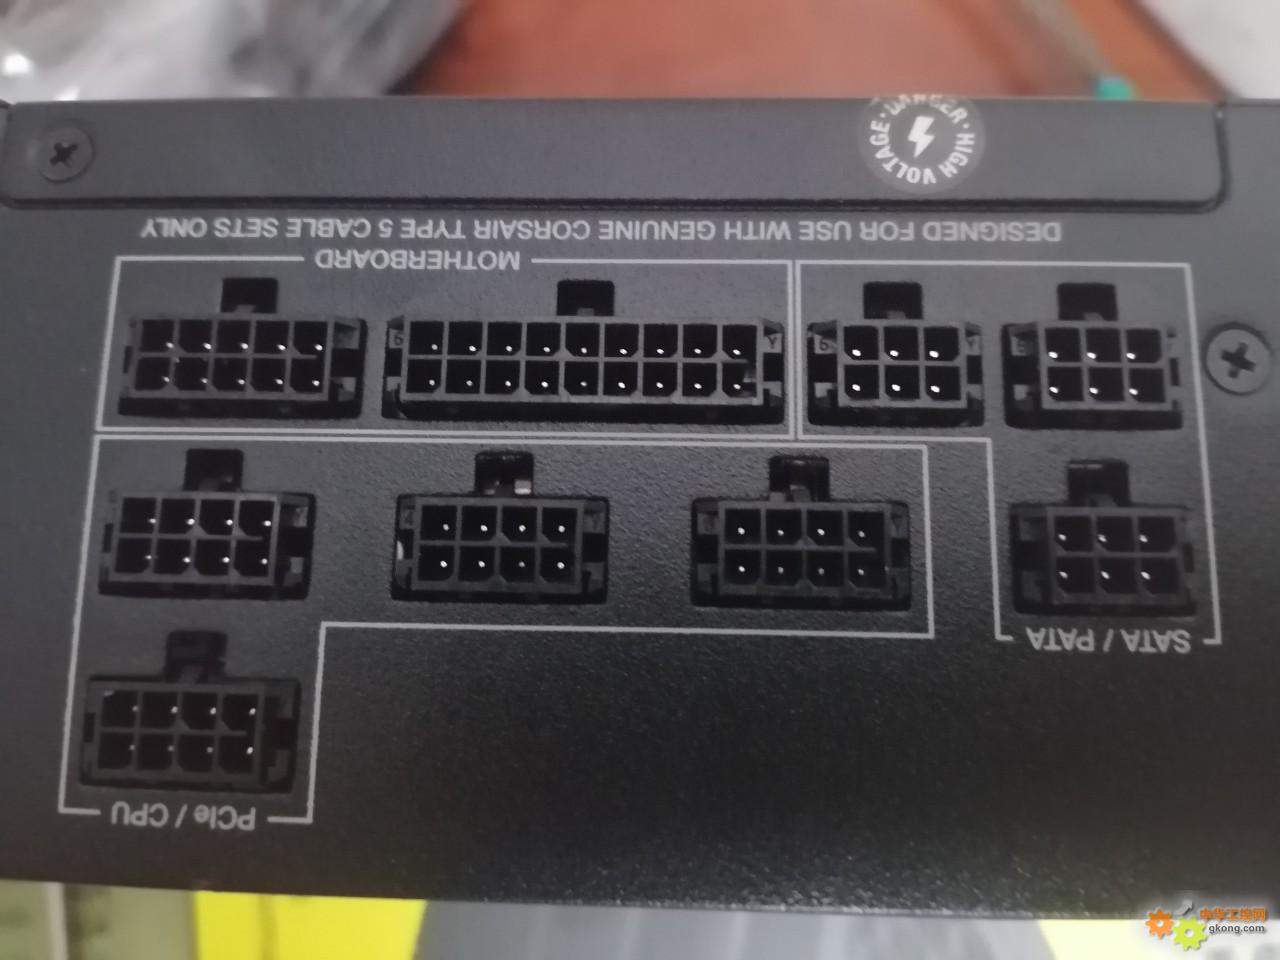 DANGER · HIGH VOLTAGE ·
DESIGNED FOR USE WITH GENUINE CORSAIR TYPE 5 CABLE SETS ONLY
MOTHERBOARD
SATA / PATA
PCIe / CPU
中华工控网
gkong.com